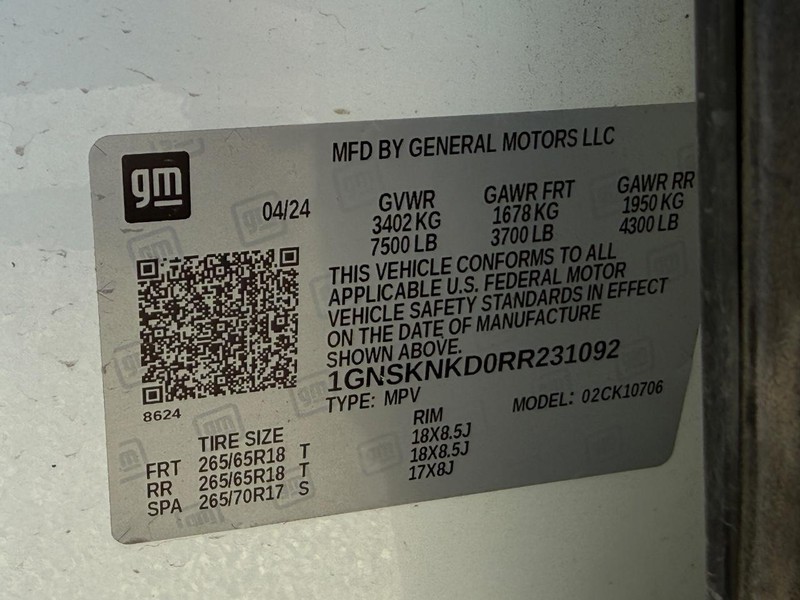 gm
MFD BY GENERAL MOTORS LLC
04/24
GVWR GAWR FRT GAWR RR
3402 KG 1678 KG 1950 KG
7500 LB 3700 LB 4300 LB
THIS VEHICLE CONFORMS TO ALL
APPLICABLE U.S. FEDERAL MOTOR
VEHICLE SAFETY STANDARDS IN EFFECT
ON THE DATE OF MANUFACTURE
SHOWN ABOVE.
1GNSKNKD0RR231092
TYPE: MPV MODEL: 02CK10706
8624
TIRE SIZE RIM
FRT 265/65R18 T 18X8.5J
RR 265/65R18 T 18X8.5J
SPA 265/70R17 S 17X8J